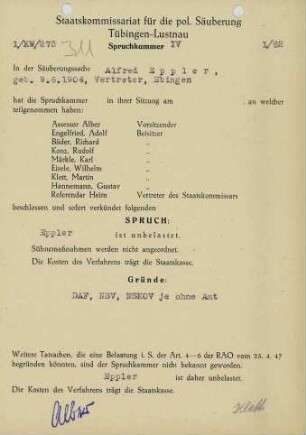 Staatskommissariat für die pol. Säuberung
Tübingen-Lustnau
1/KW/273 311 Spruchkammer IV 1/82
In der Säuberungssache Alfred Eppler,
geb. 9.6.1904, Vertreter, Ebingen
hat die Spruchkammer in ihrer Sitzung am an welcher
teilgenommen haben:
Assessor Alber Vorsitzender
Engelfried, Adolf Beisitzer
Bäder, Richard „
Konz, Rudolf „
Märkle, Karl „
Eisele, Wilhelm „
Klett, Martin „
Hannemann, Gustav „
Referendar Heim Vertreter des Staatskommissars
beschlossen und sofort verkündet folgenden
SPRUCH:
Eppler
ist unbelastet.
Sühnemaßnahmen werden nicht angeordnet.
Die Kosten des Verfahrens trägt die Staatskasse.
Gründe:
DAF, NSV, NSKOV je ohne Amt
Weitere Tatsachen, die eine Belastung i. S. der Art. 4—6 der RAO vom 25. 4. 47
begründen könnten, sind der Spruchkammer nicht bekannt geworden.
Eppler ist daher unbelastet.
Die Kosten des Verfahrens trägt die Staatskasse.
Alber Klett